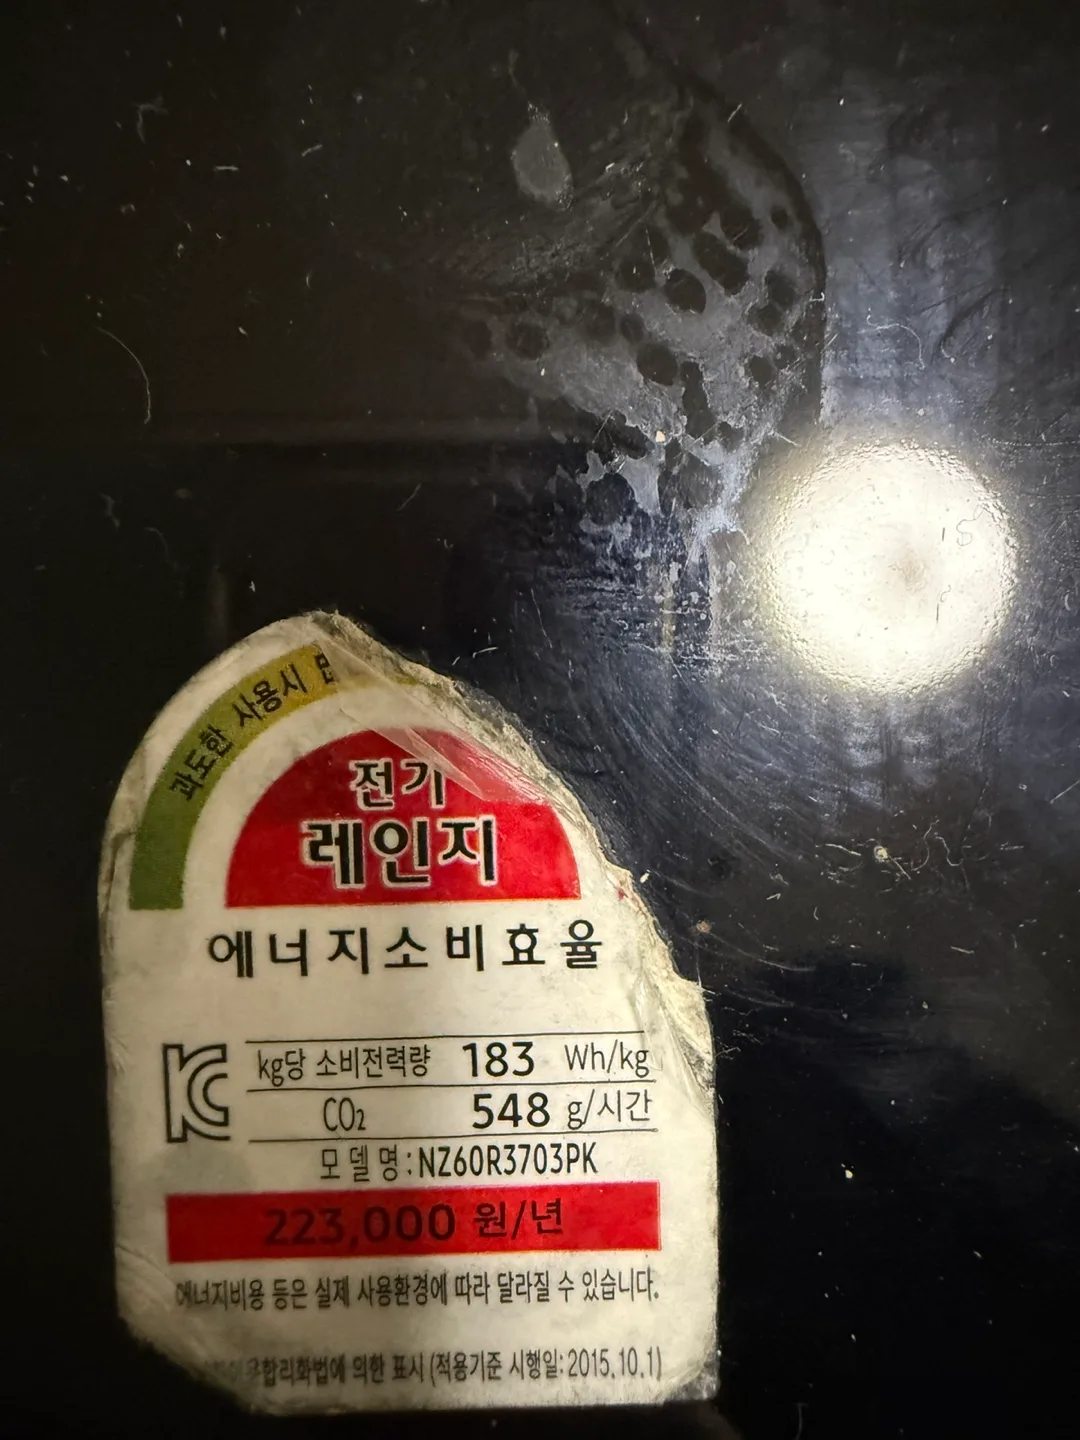 과도한 사용시
전기
레인지
에너지소비효율
kg당 소비전력량 183 Wh/kg
CO₂ 548 g/시간
모델명:NZ60R3703PK
223,000 원/년
에너지비용 등은 실제 사용환경에 따라 달라질 수 있습니다.
합리화법에 의한 표시 (적용기준 시행일: 2015.10.1)